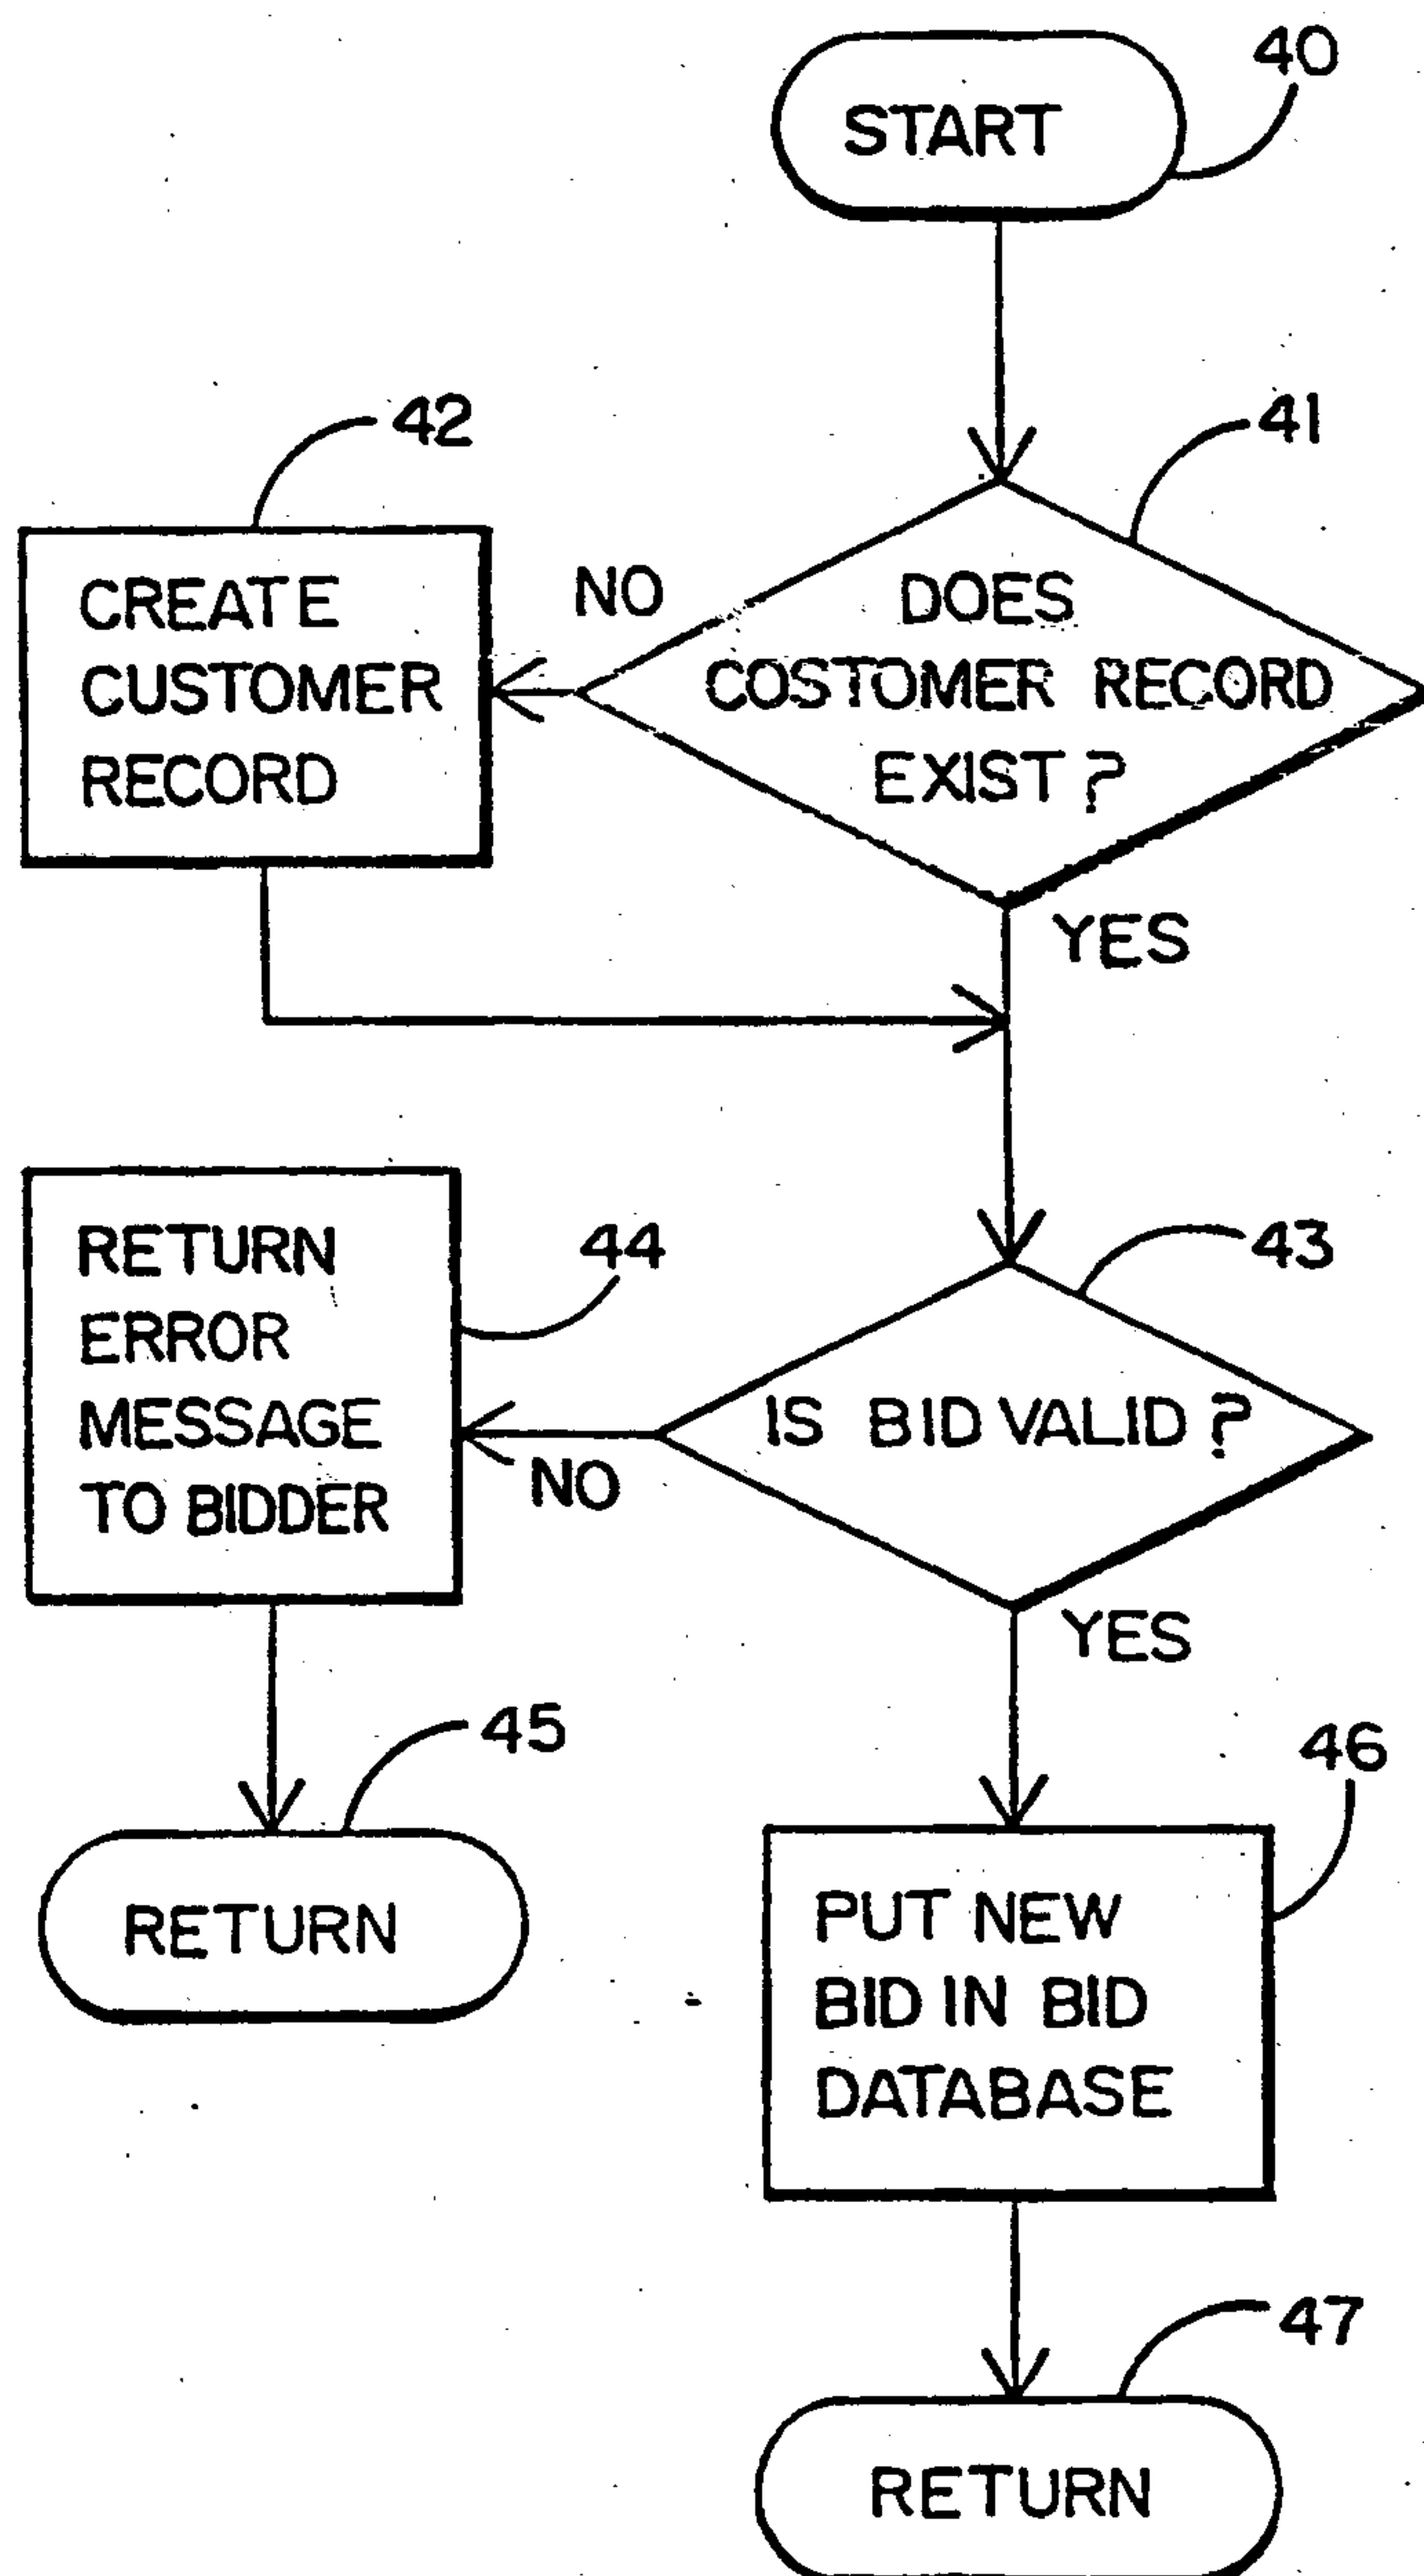 START
40
41
42
DOES
COSTOMER RECORD
EXIST?
NO
CREATE
CUSTOMER
RECORD
YES
43
IS BID VALID?
NO
44
RETURN
ERROR
MESSAGE
TO BIDDER
45
RETURN
YES
46
PUT NEW
BID IN BID
DATABASE
47
RETURN